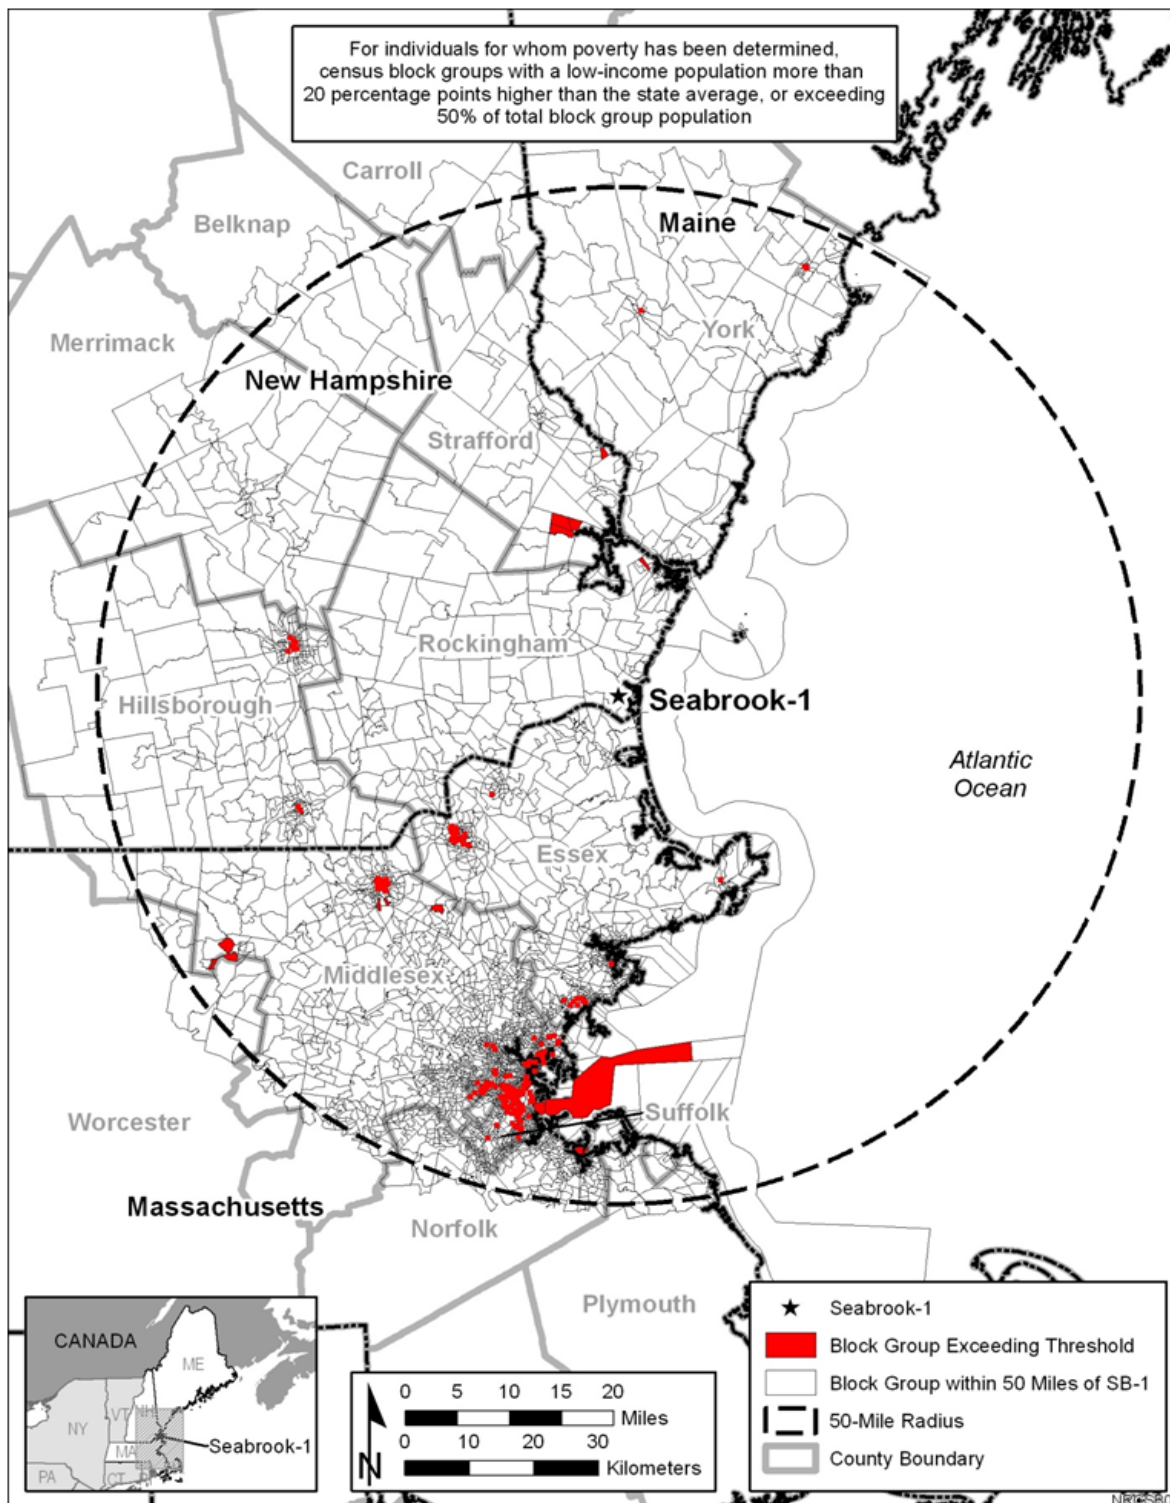 For individuals for whom poverty has been determined,
census block groups with a low-income population more than
20 percentage points higher than the state average, or exceeding
50% of total block group population
Carroll
Belknap
Maine
York
Merrimack
New Hampshire
Strafford
Rockingham
Hillsborough
Seabrook-1
Atlantic
Ocean
Essex
Middlesex
Worcester
Suffolk
Massachusetts
Norfolk
Plymouth
CANADA
ME
VT
NH
NY
MA
PA
CT
Seabrook-1
0 5 10 15 20
Miles
0 10 20 30
Kilometers
N
Seabrook-1
Block Group Exceeding Threshold
Block Group within 50 Miles of SB-1
50-Mile Radius
County Boundary